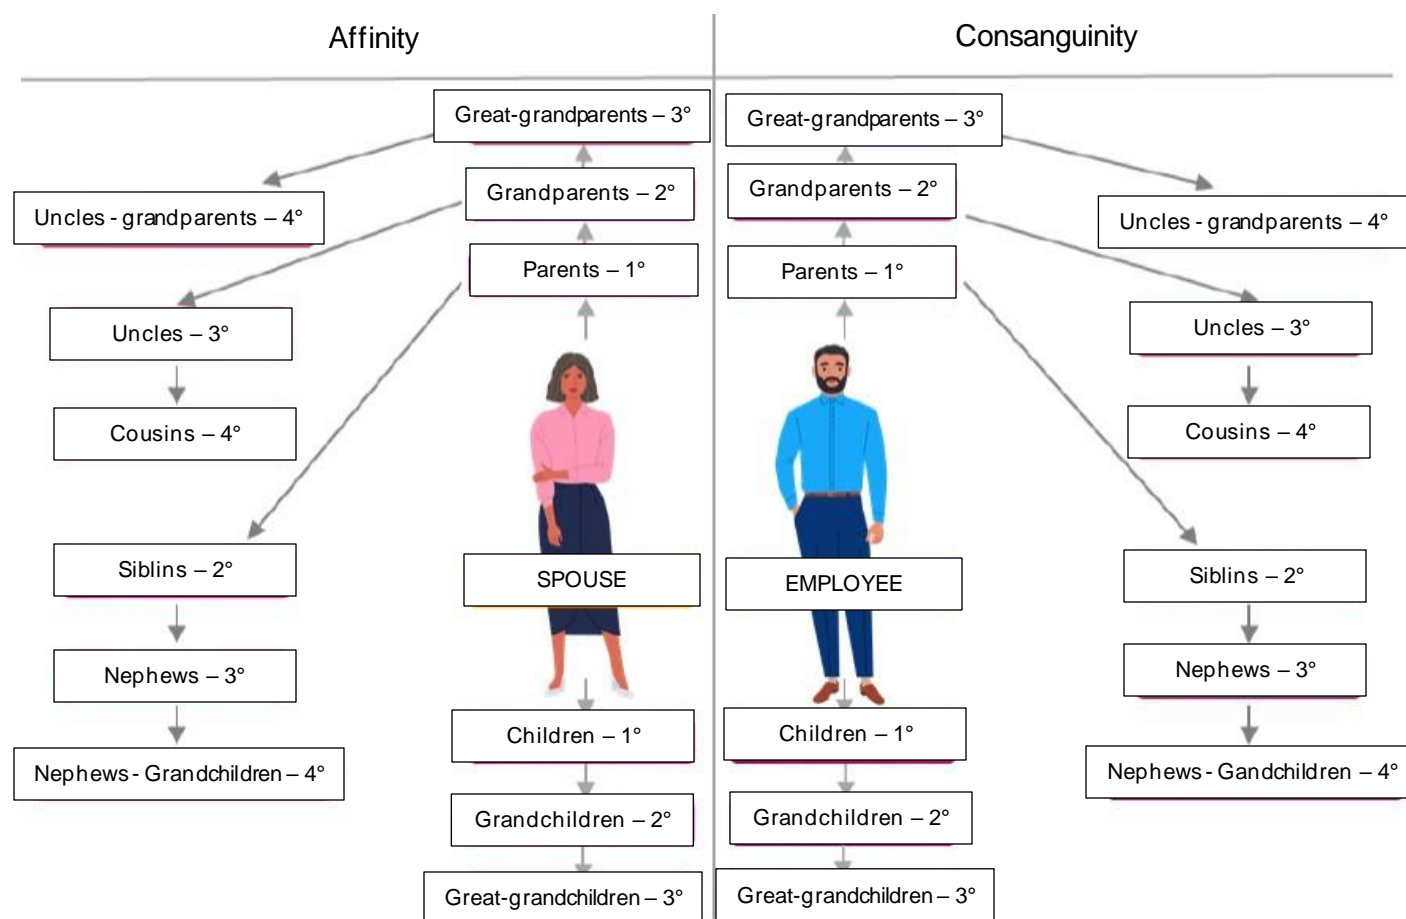 Affinity
Consanguinity
Great-grandparents – 3°
Grandparents – 2°
Uncles - grandparents – 4°
Parents – 1°
Uncles – 3°
Cousins – 4°
Siblins – 2°
SPOUSE
Nephews – 3°
Children – 1°
Nephews - Grandchildren – 4°
Grandchildren – 2°
Great-grandchildren – 3°
Great-grandparents – 3°
Grandparents – 2°
Uncles - grandparents – 4°
Parents – 1°
Uncles – 3°
Cousins – 4°
EMPLOYEE
Siblins – 2°
Nephews – 3°
Children – 1°
Nephews - Gandchildren – 4°
Grandchildren – 2°
Great-grandchildren – 3°